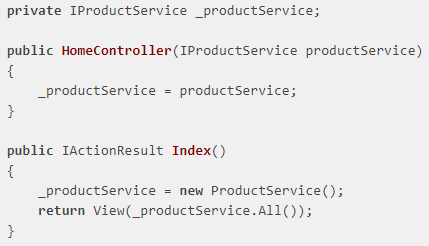 private IProductService _productService;
public HomeController(IProductService productService)
{
_productService = productService;
}
public IActionResult Index()
{
_productService = new ProductService();
return View(_productService.All());
}